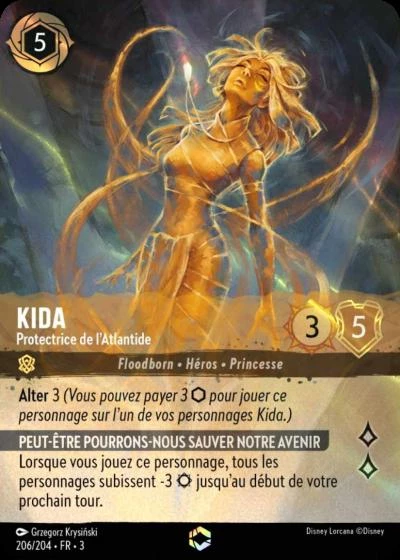 5
KIDA
Protectrice de l'Atlantide
3
5
Floodborn • Héros • Princesse
Alter 3 (Vous pouvez payer 3 pour jouer ce
personnage sur l'un de vos personnages Kida.)
PEUT-ÊTRE POURRONS-NOUS SAUVER NOTRE AVENIR
Lorsque vous jouez ce personnage, tous les
personnages subissent -3 jusqu'au début de votre
prochain tour.
Grzegorz Krysiński
206/204 • FR • 3
Disney Lorcana ©Disney